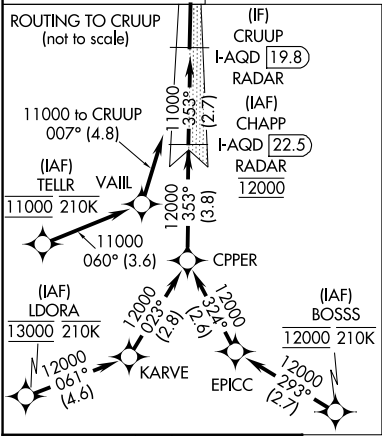 ROUTING TO CRUUP
(not to scale)
(IF)
CRUUP
I-AQD 19.8
RADAR
(IAF)
CHAPP
I-AQD 22.5
RADAR
12000
11000
353°
(2.7)
11000 to CRUUP
007° (4.8)
(IAF)
TELLR
11000 210K
VAIIL
11000
060° (3.6)
12000
353°
(3.8)
CPPER
(IAF)
LDORA
13000 210K
12000
061°
(4.6)
KARVE
12000
023°
(2.8)
12000
324°
(2.6)
EPICC
(IAF)
BOSSS
12000 210K
12000
293°
(2.7)